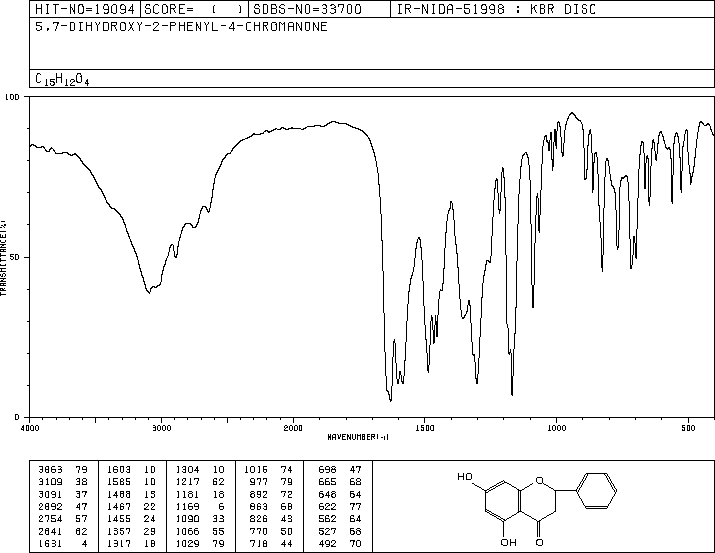 HIT-NO=19094 SCORE= ( ) SDBS-NO=33700 IR-NIDA-51998 : KBR DISC
5,7-DIHYDROXY-2-PHENYL-4-CHROMANONE
C15H12O4
100
TRANSMITTANCE(%)
50
0
4000 3000 2000 1500 1000 500
WAVENUMBER(-1)
3863 79 1603 10 1304 10 1016 74 698 47
3109 38 1585 10 1217 62 977 79 665 68
3091 37 1488 13 1181 18 892 72 648 64
2892 47 1467 22 1169 6 863 68 622 77
2754 57 1455 24 1090 33 826 43 562 64
2641 62 1357 29 1066 55 770 50 527 68
1631 4 1317 18 1029 79 718 44 492 70
HO
O
OH
O